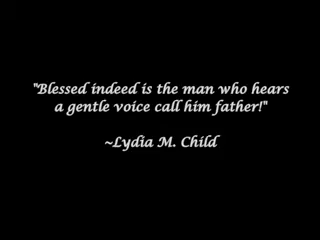 "Blessed indeed is the man who hears
a gentle voice call him father!"
~Lydia M. Child